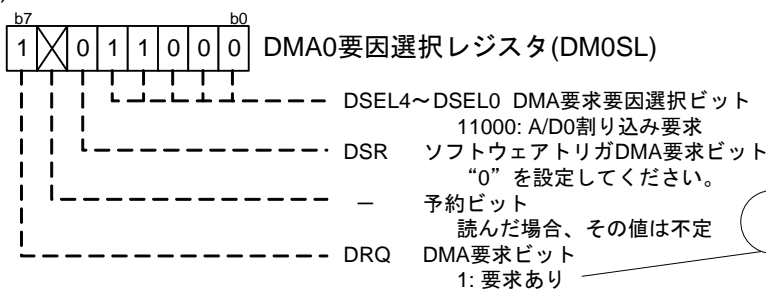 b7 b0
1 0 1 1 0 0 0 DMA0要因選択レジスタ(DM0SL)
DSEL4～DSEL0 DMA要求要因選択ビット
11000: A/D0割り込み要求
DSR ソフトウェアトリガDMA要求ビット
“0”を設定してください。
－ 予約ビット
読んだ場合、その値は不定
DRQ DMA要求ビット
1: 要求あり